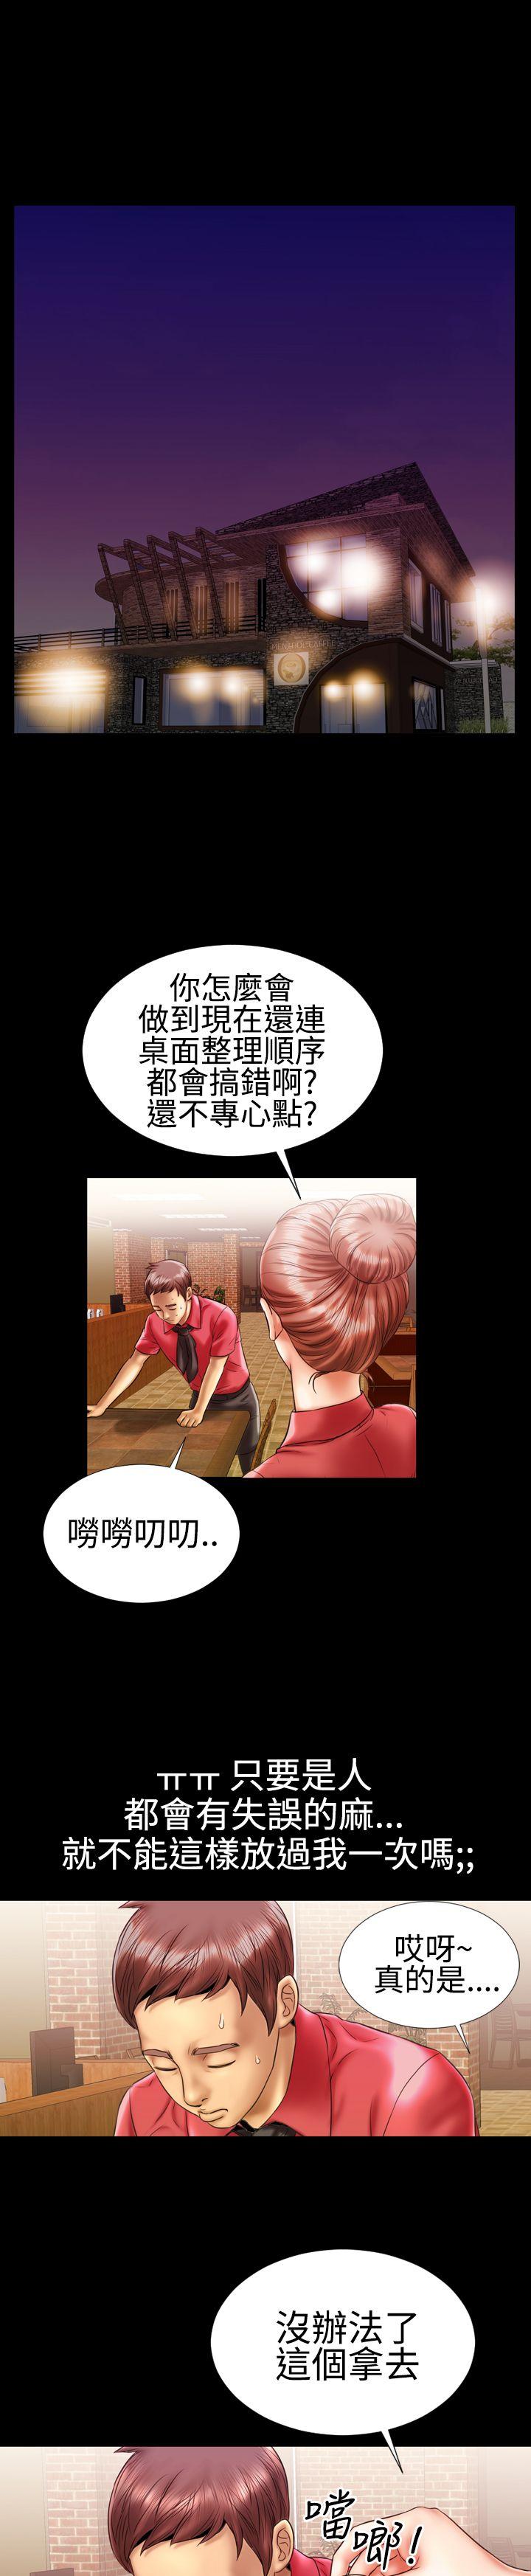 你怎麼會
做到現在還連
桌面整理順序
都會搞錯啊?
還不專心點?
嘮嘮叨叨..
ㅠㅠ 只要是人
都會有失誤的麻...
就不能這樣放過我一次嗎;;
哎呀~
真的是....
沒辦法了
這個拿去
噹
啷!